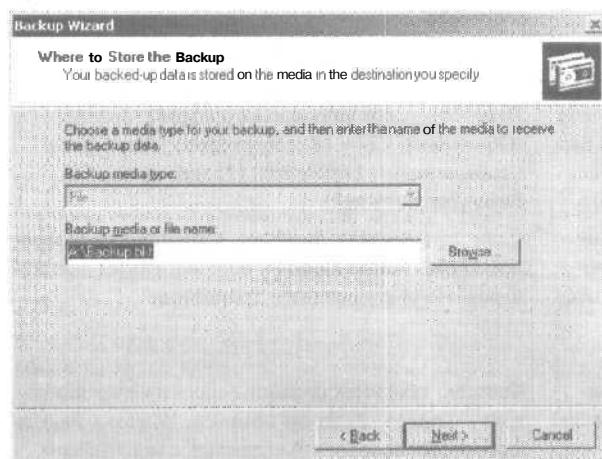 Backup Wizard
Where to Store the Backup
Your backed-up data is stored on the media in the destination you specify
Choose a media type for your backup, and then enter the name of the media to receive
the backup data.
Backup media type:
File
Backup media or file name:
A:\Backup.bkf
Browse...
< Back
Next >
Cancel